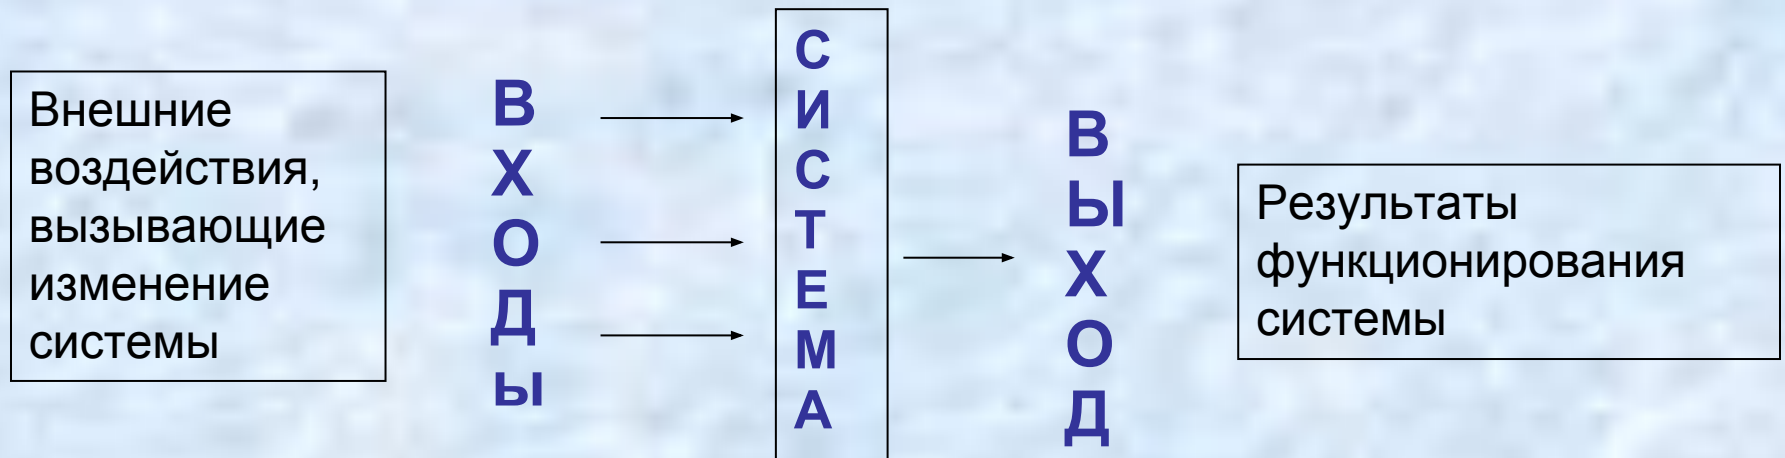 Внешние
воздействия,
вызывающие
изменение
системы
В
Х
О
Д
ы
С
И
С
Т
Е
М
А
В
Ы
Х
О
Д
Результаты
функционирования
системы